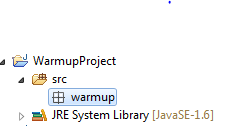 WarmupProject
src
warmup
JRE System Library [JavaSE-1.6]